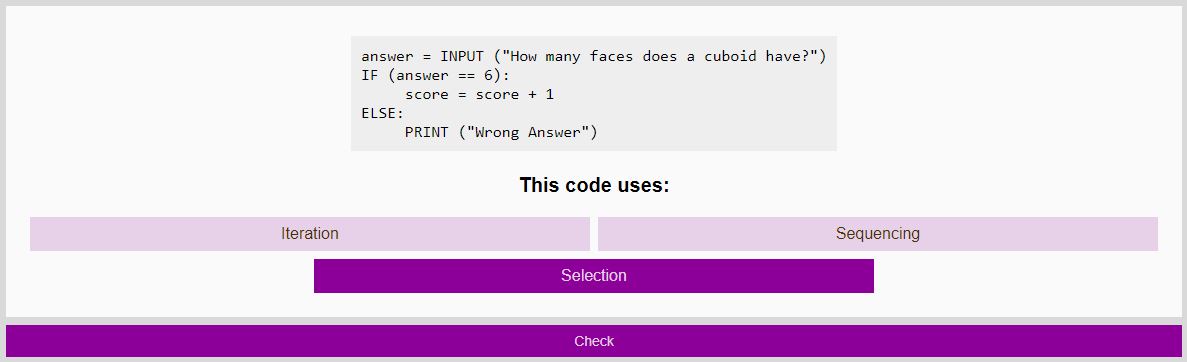 answer = INPUT ("How many faces does a cuboid have?")
IF (answer == 6):
     score = score + 1
ELSE:
     PRINT ("Wrong Answer")
This code uses:
Iteration
Sequencing
Selection
Check